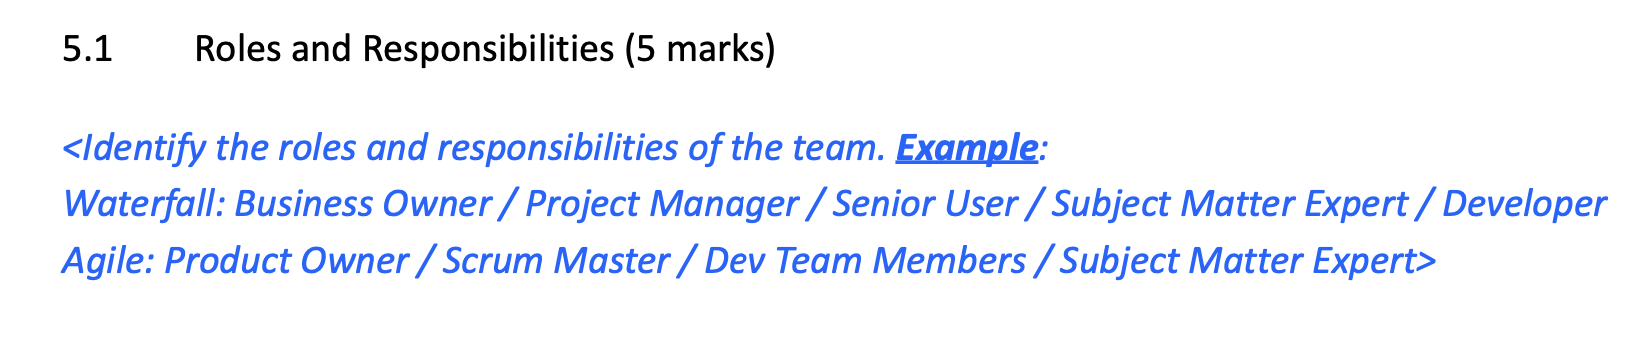 5.1 Roles and Responsibilities (5 marks)
<Identify the roles and responsibilities of the team. Example:
Waterfall: Business Owner / Project Manager / Senior User / Subject Matter Expert / Developer
Agile: Product Owner / Scrum Master / Dev Team Members / Subject Matter Expert>